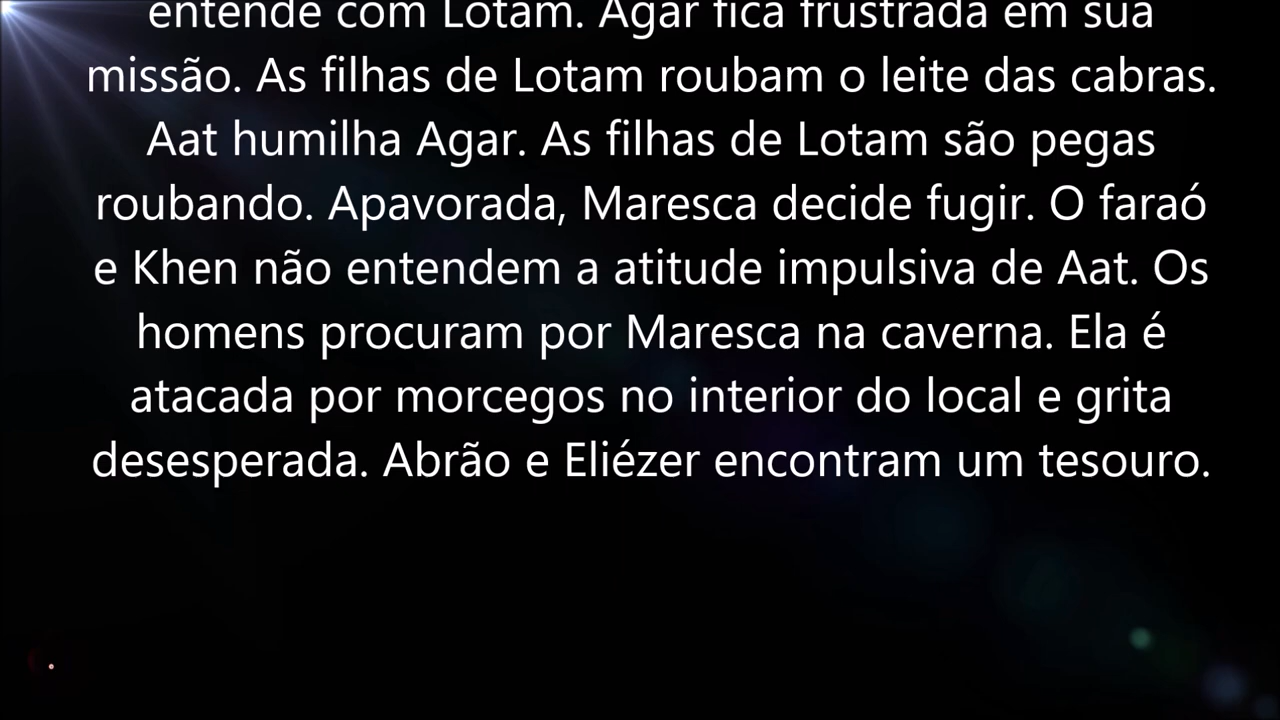 entende com Lotam. Agar fica frustrada em sua
missão. As filhas de Lotam roubam o leite das cabras.
Aat humilha Agar. As filhas de Lotam são pegas
roubando. Apavorada, Maresca decide fugir. O faraó
e Khen não entendem a atitude impulsiva de Aat. Os
homens procuram por Maresca na caverna. Ela é
atacada por morcegos no interior do local e grita
desesperada. Abrão e Eliézer encontram um tesouro.